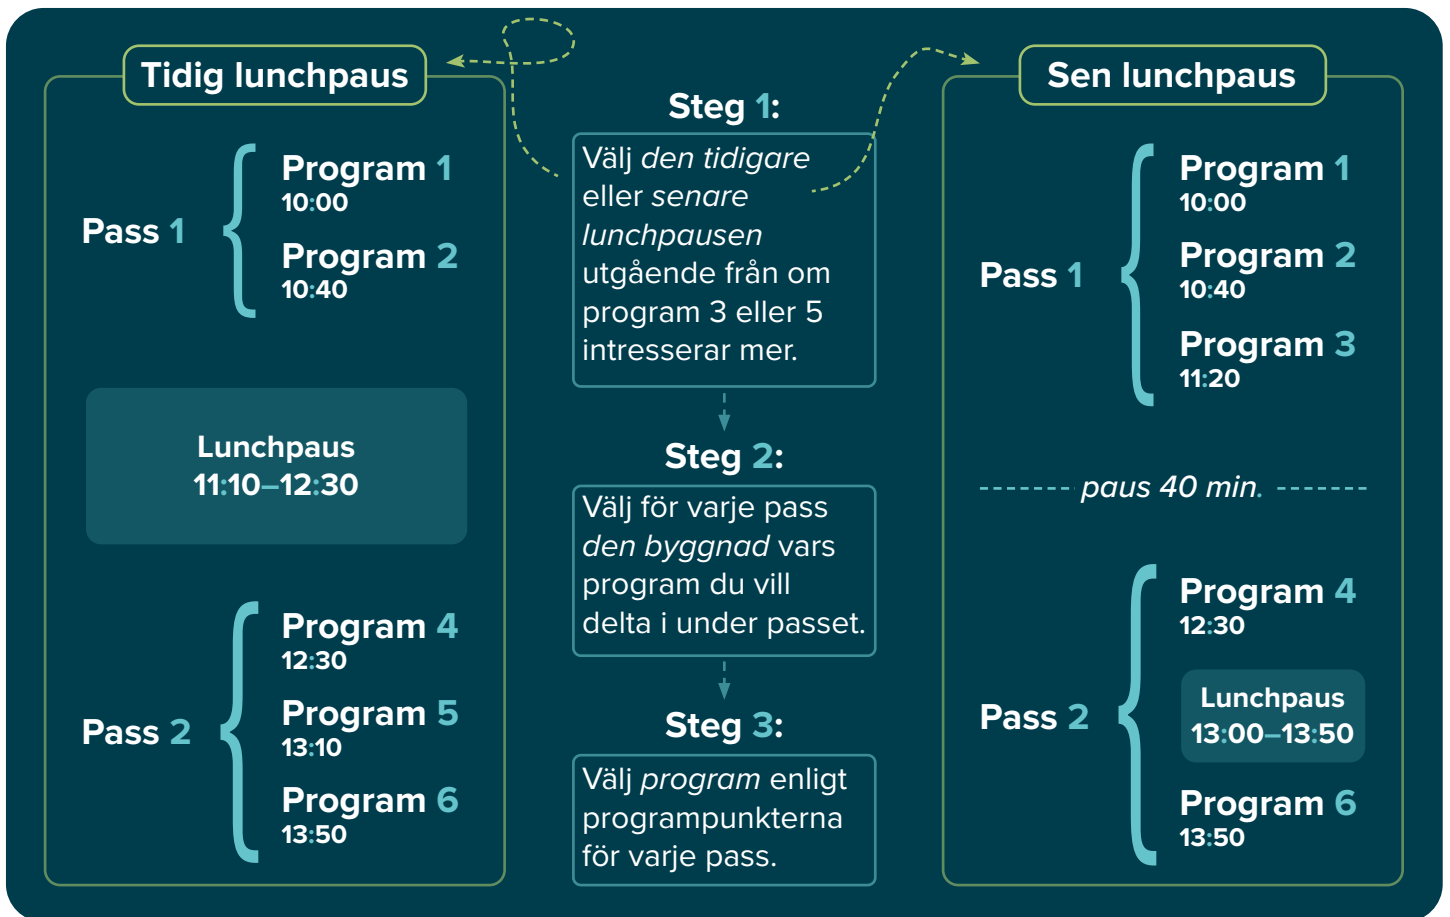 Tidig lunchpaus
Pass 1
Program 1
10:00
Program 2
10:40
Lunchpaus
11:10–12:30
Pass 2
Program 4
12:30
Program 5
13:10
Program 6
13:50
Steg 1:
Välj den tidigare
eller senare
lunchpausen
utgående från om
program 3 eller 5
intresserar mer.
Steg 2:
Välj för varje pass
den byggnad vars
program du vill
delta i under passet.
Steg 3:
Välj program enligt
programpunkterna
för varje pass.
Sen lunchpaus
Pass 1
Program 1
10:00
Program 2
10:40
Program 3
11:20
paus 40 min.
Pass 2
Program 4
12:30
Lunchpaus
13:00–13:50
Program 6
13:50